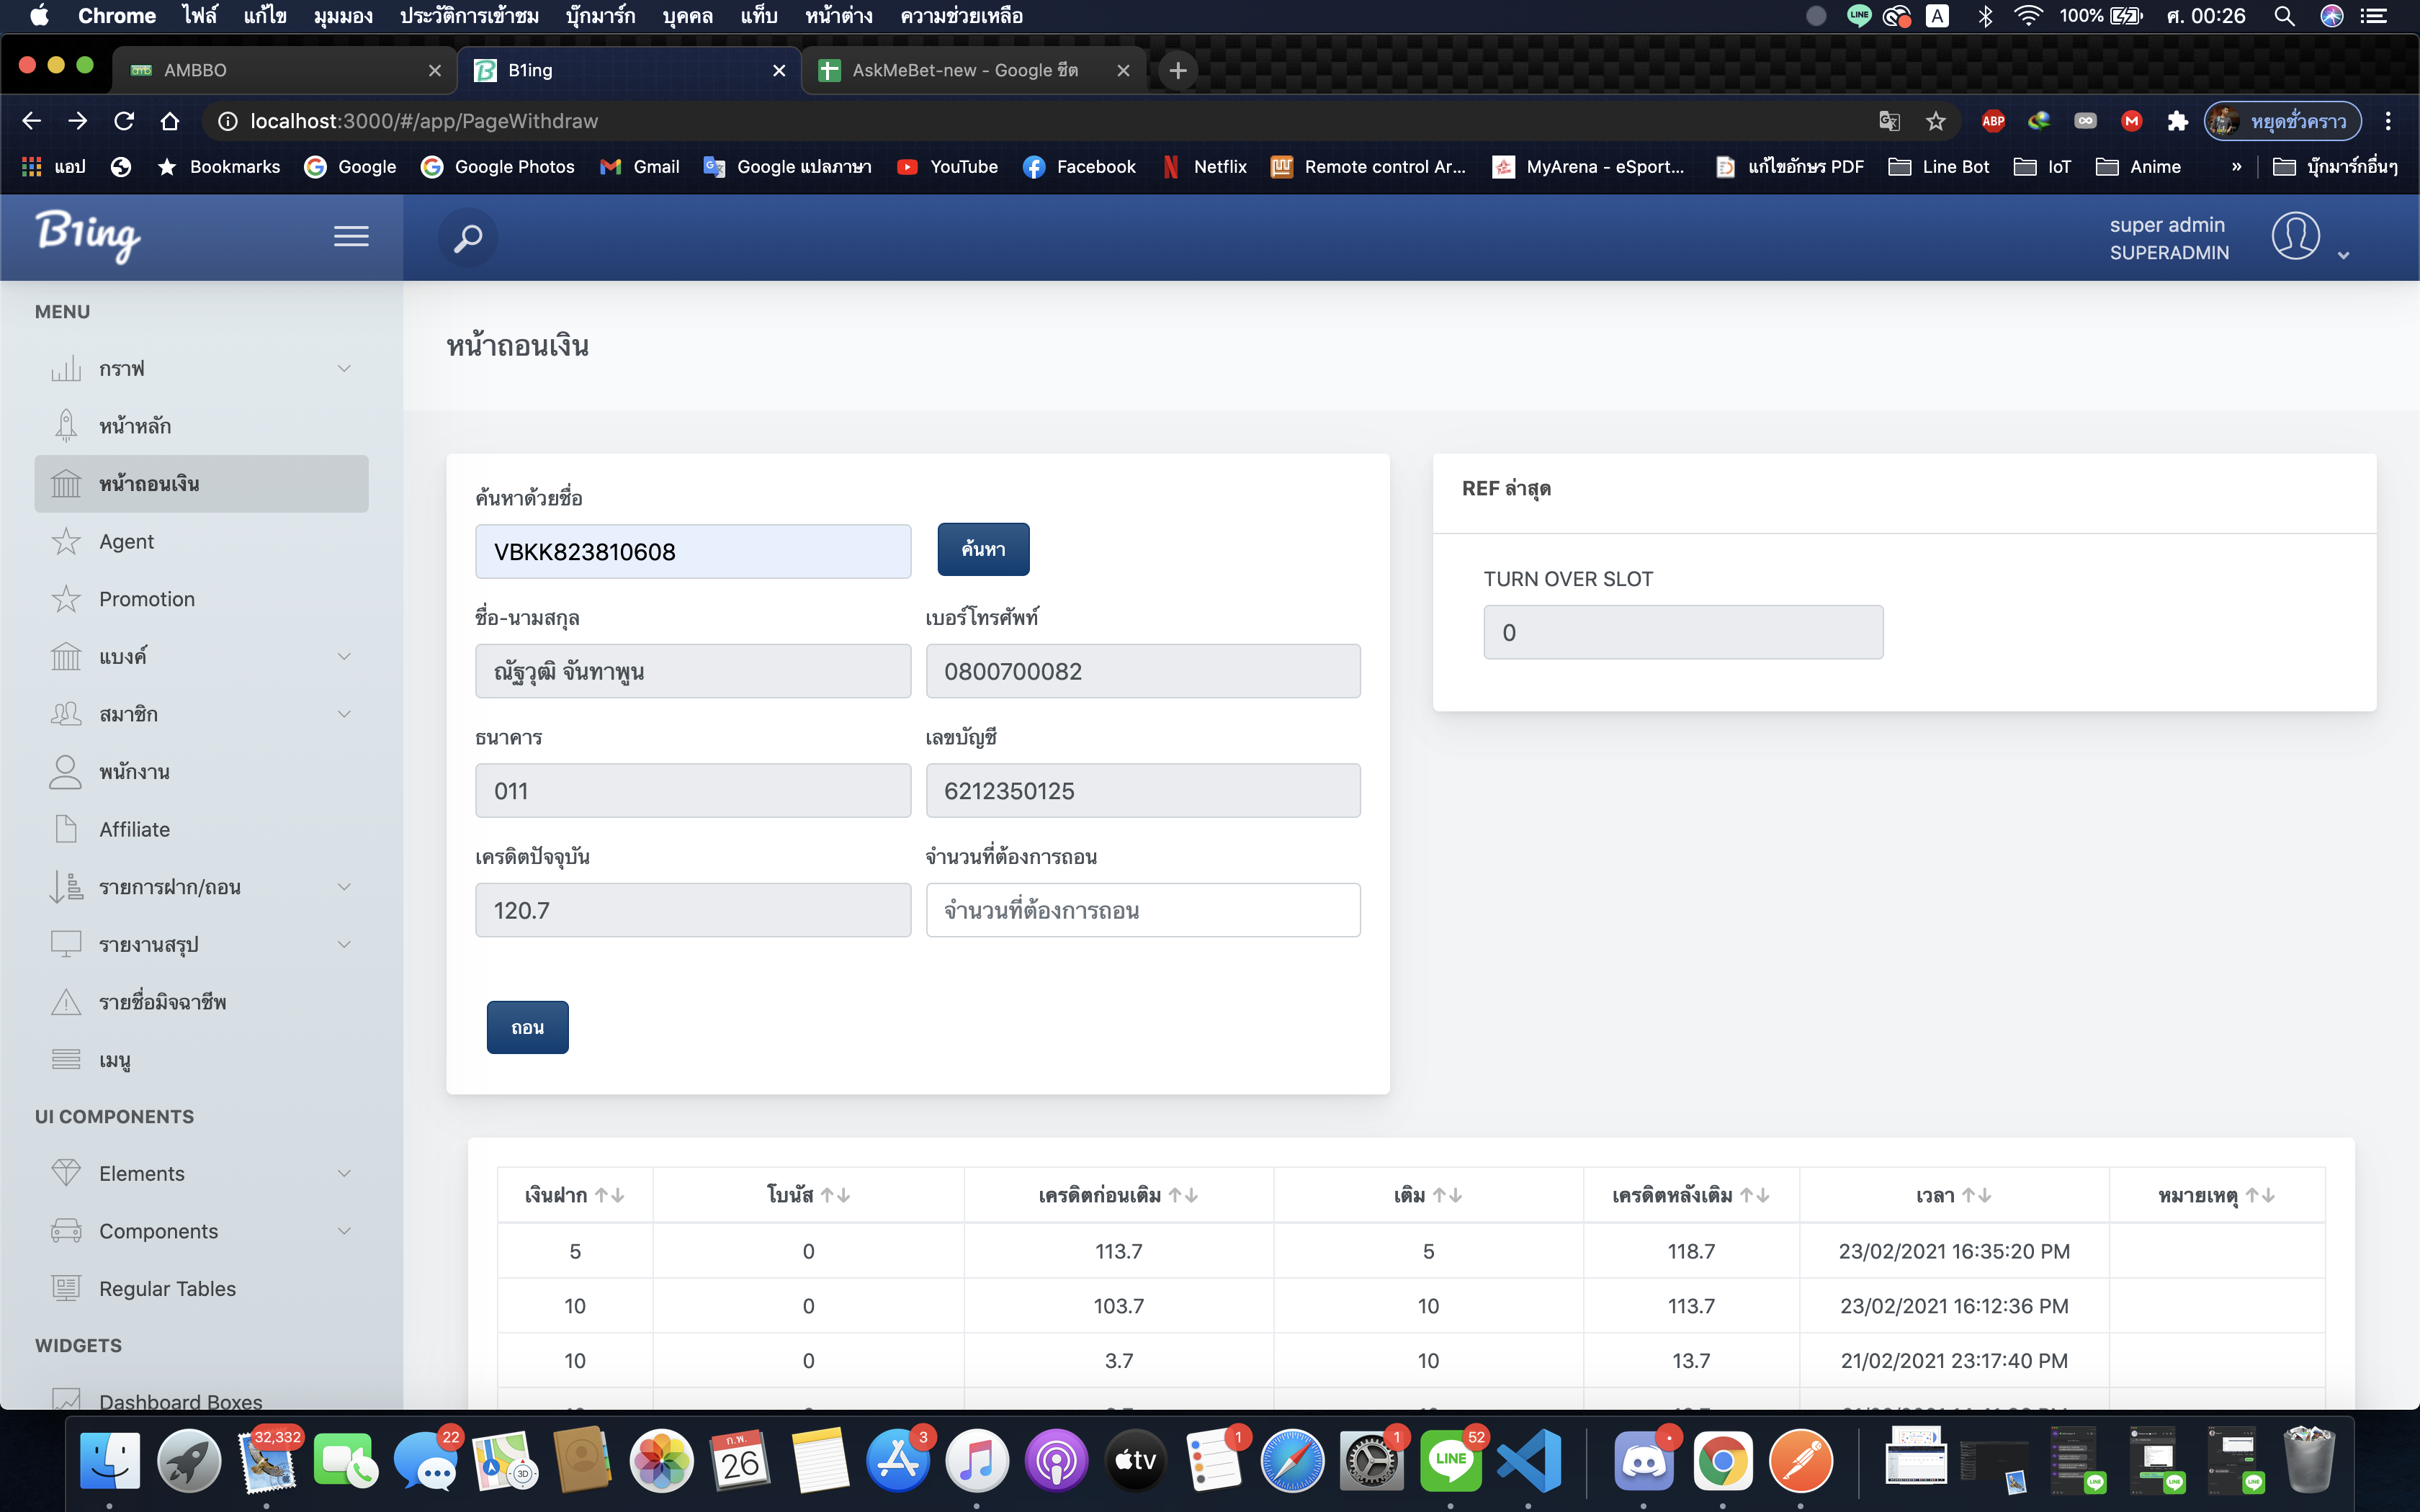 Chrome ไฟล์ แก้ไข มุมมอง ประวัติการเข้าชม บุ๊กมาร์ก บุคคล แท็บ หน้าต่าง ความช่วยเหลือ LINE A 100% ศ. 00:26
AMBBO B1ing AskMeBet-new - Google ชีต
localhost:3000/#/app/PageWithdraw ABP หยุดชั่วคราว
แอป Bookmarks Google Google Photos Gmail Google แปลภาษา YouTube Facebook Netflix Remote control Ar... MyArena - eSport... แก้ไขอักษร PDF Line Bot IoT Anime » บุ๊กมาร์กอื่นๆ
B1ing
super admin
SUPERADMIN
MENU
กราฟ
หน้าหลัก
หน้าถอนเงิน
Agent
Promotion
แบงค์
สมาชิก
พนักงาน
Affiliate
รายการฝาก/ถอน
รายงานสรุป
รายชื่อมิจฉาชีพ
เมนู
UI COMPONENTS
Elements
Components
Regular Tables
WIDGETS
Dashboard Boxes
หน้าถอนเงิน
ค้นหาด้วยชื่อ
VBKK823810608 ค้นหา
ชื่อ-นามสกุล เบอร์โทรศัพท์
ณัฐวุฒิ จันทาพูน 0800700082
ธนาคาร เลขบัญชี
011 6212350125
เครดิตปัจจุบัน จำนวนที่ต้องการถอน
120.7 จำนวนที่ต้องการถอน
ถอน
REF ล่าสุด
TURN OVER SLOT
0
เงินฝาก โบนัส เครดิตก่อนเติม เติม เครดิตหลังเติม เวลา หมายเหตุ
5 0 113.7 5 118.7 23/02/2021 16:35:20 PM
10 0 103.7 10 113.7 23/02/2021 16:12:36 PM
10 0 3.7 10 13.7 21/02/2021 23:17:40 PM
32,332 22 3D ก.พ. 26 3 tv 1 1 LINE 52